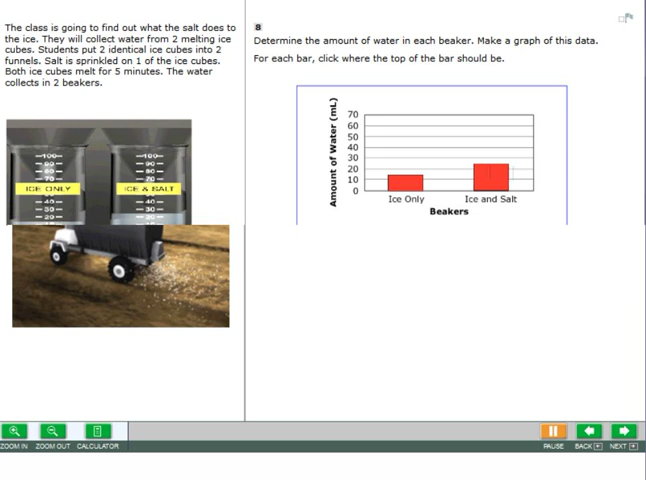 The class is going to find out what the salt does to
the ice. They will collect water from 2 melting ice
cubes. Students put 2 identical ice cubes into 2
funnels. Salt is sprinkled on 1 of the ice cubes.
Both ice cubes melt for 5 minutes. The water
collects in 2 beakers.
100 100
90 90
80 80
70 70
ICE ONLY ICE & SALT
40 40
30 30
20 20
8
Determine the amount of water in each beaker. Make a graph of this data.
For each bar, click where the top of the bar should be.
Amount of Water (mL)
70
60
50
40
30
20
10
0
Ice Only Ice and Salt
Beakers
ZOOM IN ZOOM OUT CALCULATOR
PAUSE BACK NEXT